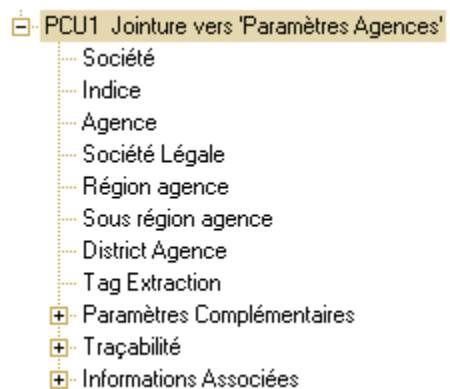 PCU1 Jointure vers 'Paramètres Agences'
Société
Indice
Agence
Société Légale
Région agence
Sous région agence
District Agence
Tag Extraction
Paramètres Complémentaires
Traçabilité
Informations Associées